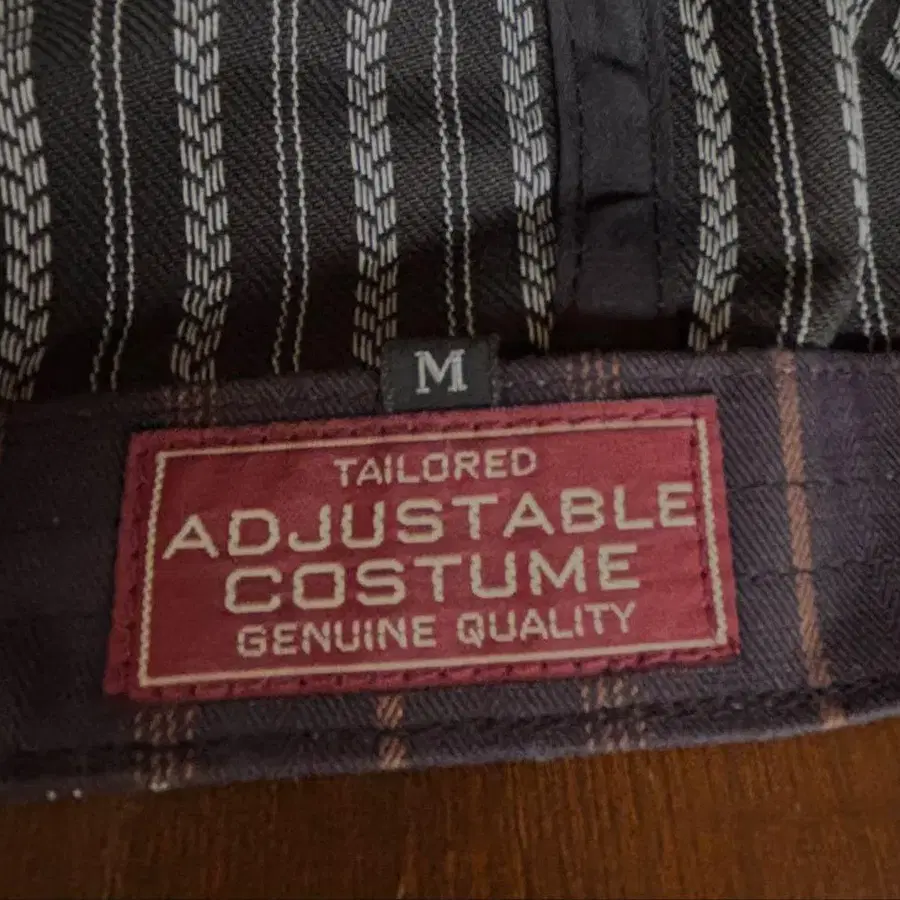 M
TAILORED
ADJUSTABLE
COSTUME
GENUINE QUALITY